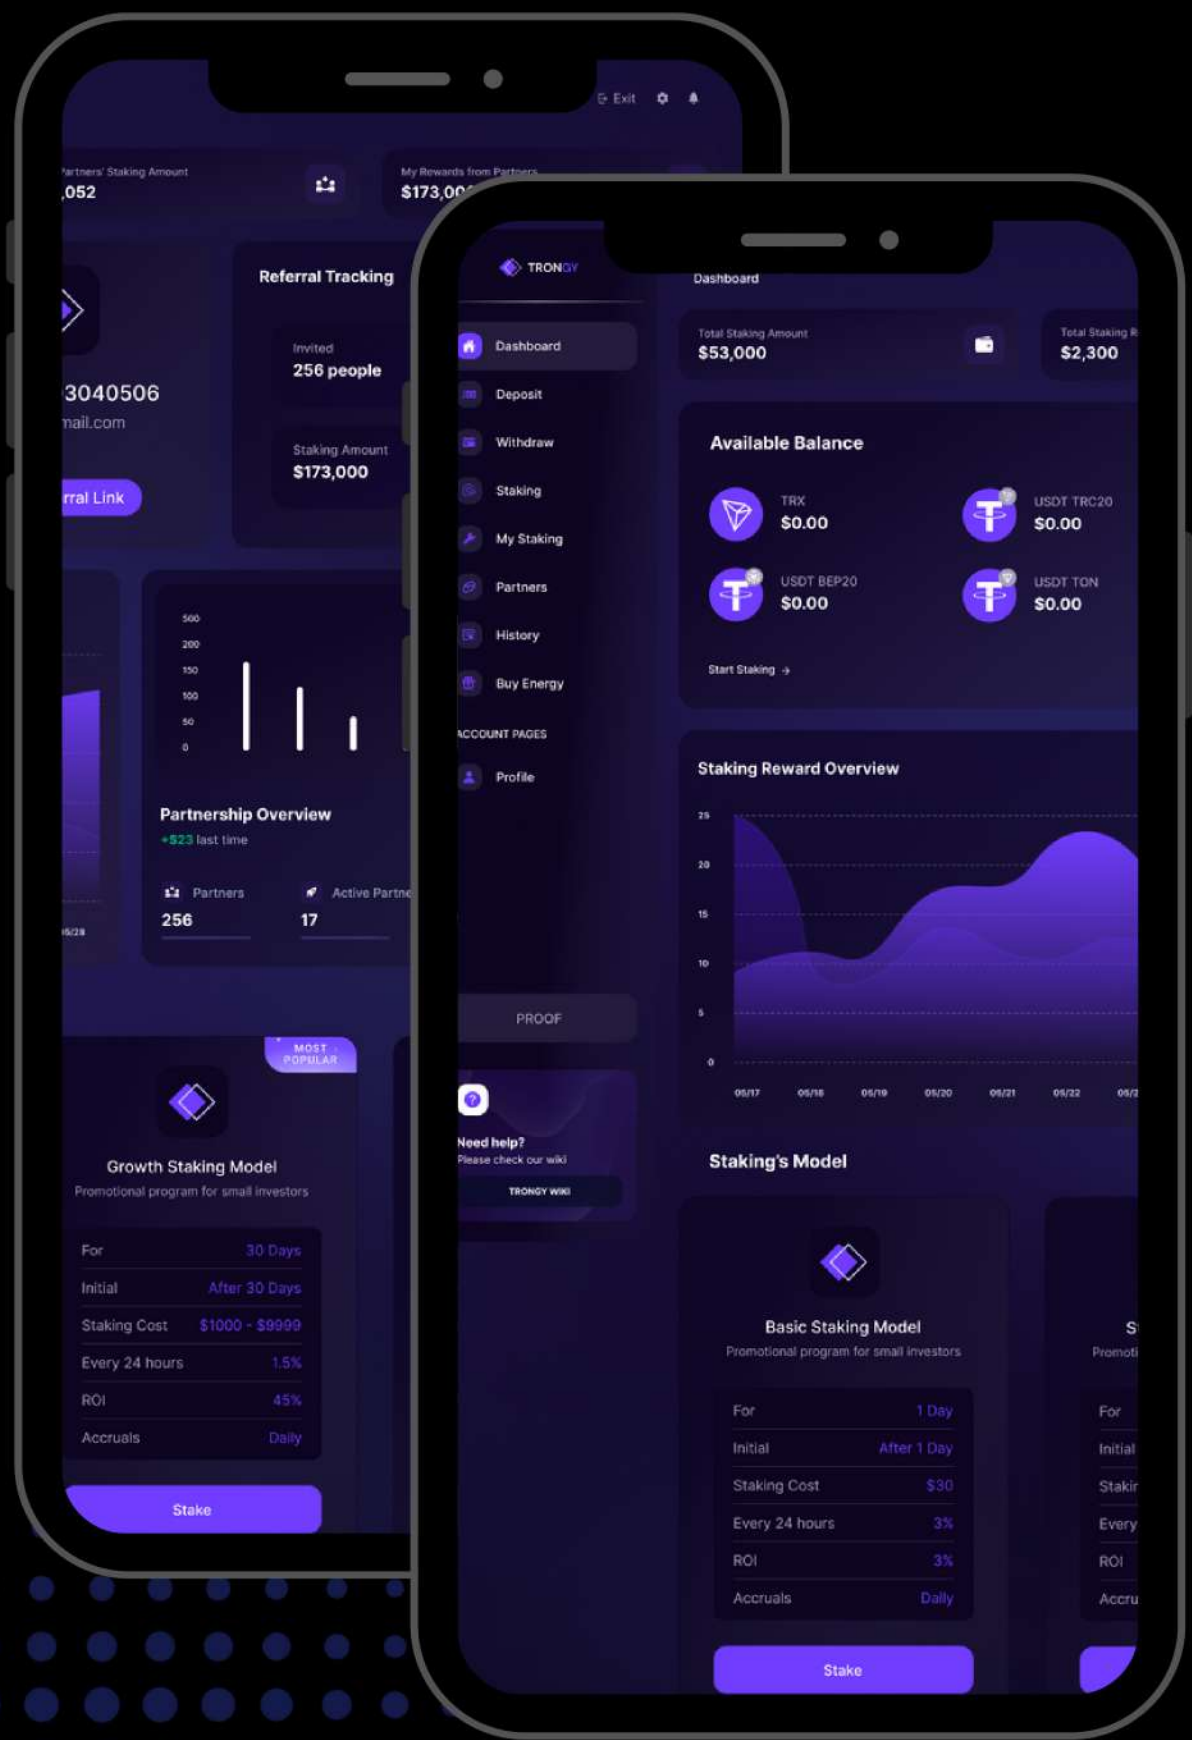 Exit
Partners' Staking Amount
,052
My Rewards from Partners
$173,00
Referral Tracking
Invited
256 people
Staking Amount
$173,000
3040506
mail.com
rral Link
500
200
150
100
50
0
Partnership Overview
+$23 last time
Partners
256
Active Partne
17
05/28
MOST
POPULAR
Growth Staking Model
Promotional program for small investors
For 30 Days
Initial After 30 Days
Staking Cost $1000 - $9999
Every 24 hours 1.5%
ROI 45%
Accruals Daily
Stake
TRONGY
Dashboard
Deposit
Withdraw
Staking
My Staking
Partners
History
Buy Energy
ACCOUNT PAGES
Profile
PROOF
Need help?
Please check our wiki
TRONGY WIKI
Dashboard
Total Staking Amount
$53,000
Total Staking R
$2,300
Available Balance
TRX
$0.00
USDT TRC20
$0.00
USDT BEP20
$0.00
USDT TON
$0.00
Start Staking →
Staking Reward Overview
25
20
15
10
5
0
05/17 05/18 05/19 05/20 05/21 05/22 05/2
Staking's Model
Basic Staking Model
Promotional program for small investors
For 1 Day
Initial After 1 Day
Staking Cost $30
Every 24 hours 3%
ROI 3%
Accruals Daily
Stake
S
Promoti
For
Initial
Stakin
Every
ROI
Accru